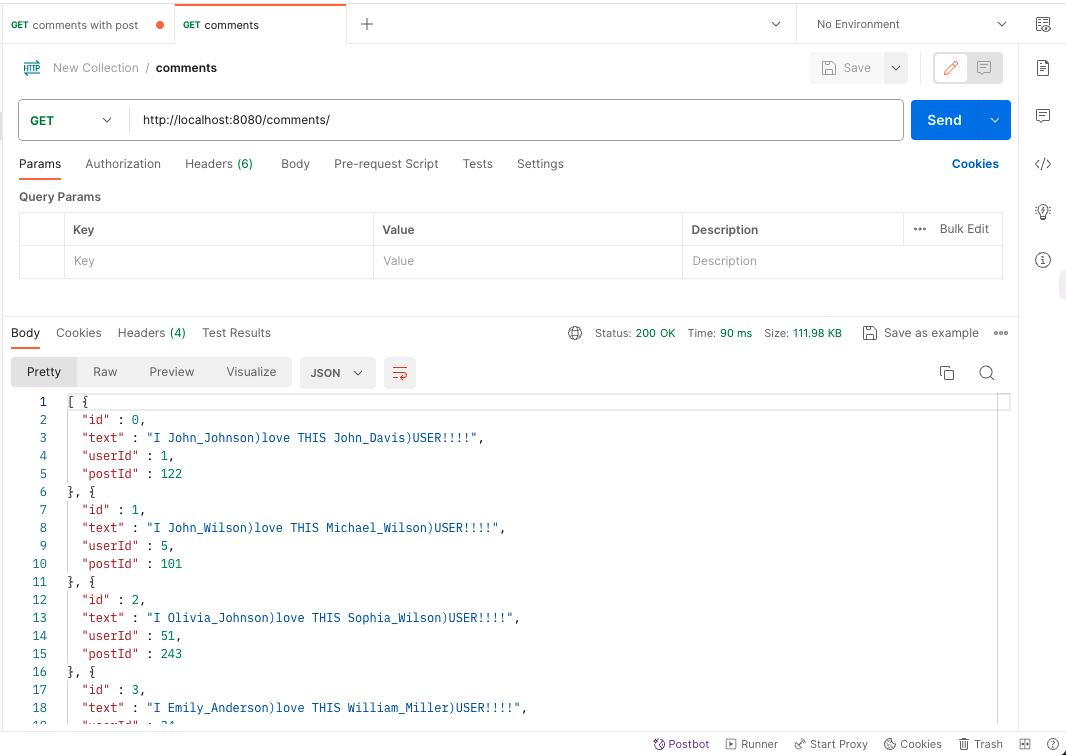 GET comments with post GET comments No Environment
HTTP New Collection / comments Save
GET http://localhost:8080/comments/ Send
Params Authorization Headers (6) Body Pre-request Script Tests Settings Cookies
Query Params
Key Value Description Bulk Edit
Key Value Description
Body Cookies Headers (4) Test Results Status: 200 OK Time: 90 ms Size: 111.98 KB Save as example
Pretty Raw Preview Visualize JSON
1 [ {
2 "id" : 0,
3 "text" : "I John_Johnson)love THIS John_Davis)USER!!!!",
4 "userId" : 1,
5 "postId" : 122
6 }, {
7 "id" : 1,
8 "text" : "I John_Wilson)love THIS Michael_Wilson)USER!!!!",
9 "userId" : 5,
10 "postId" : 101
11 }, {
12 "id" : 2,
13 "text" : "I Olivia_Johnson)love THIS Sophia_Wilson)USER!!!!",
14 "userId" : 51,
15 "postId" : 243
16 }, {
17 "id" : 3,
18 "text" : "I Emily_Anderson)love THIS William_Miller)USER!!!!",
Postbot Runner Start Proxy Cookies Trash